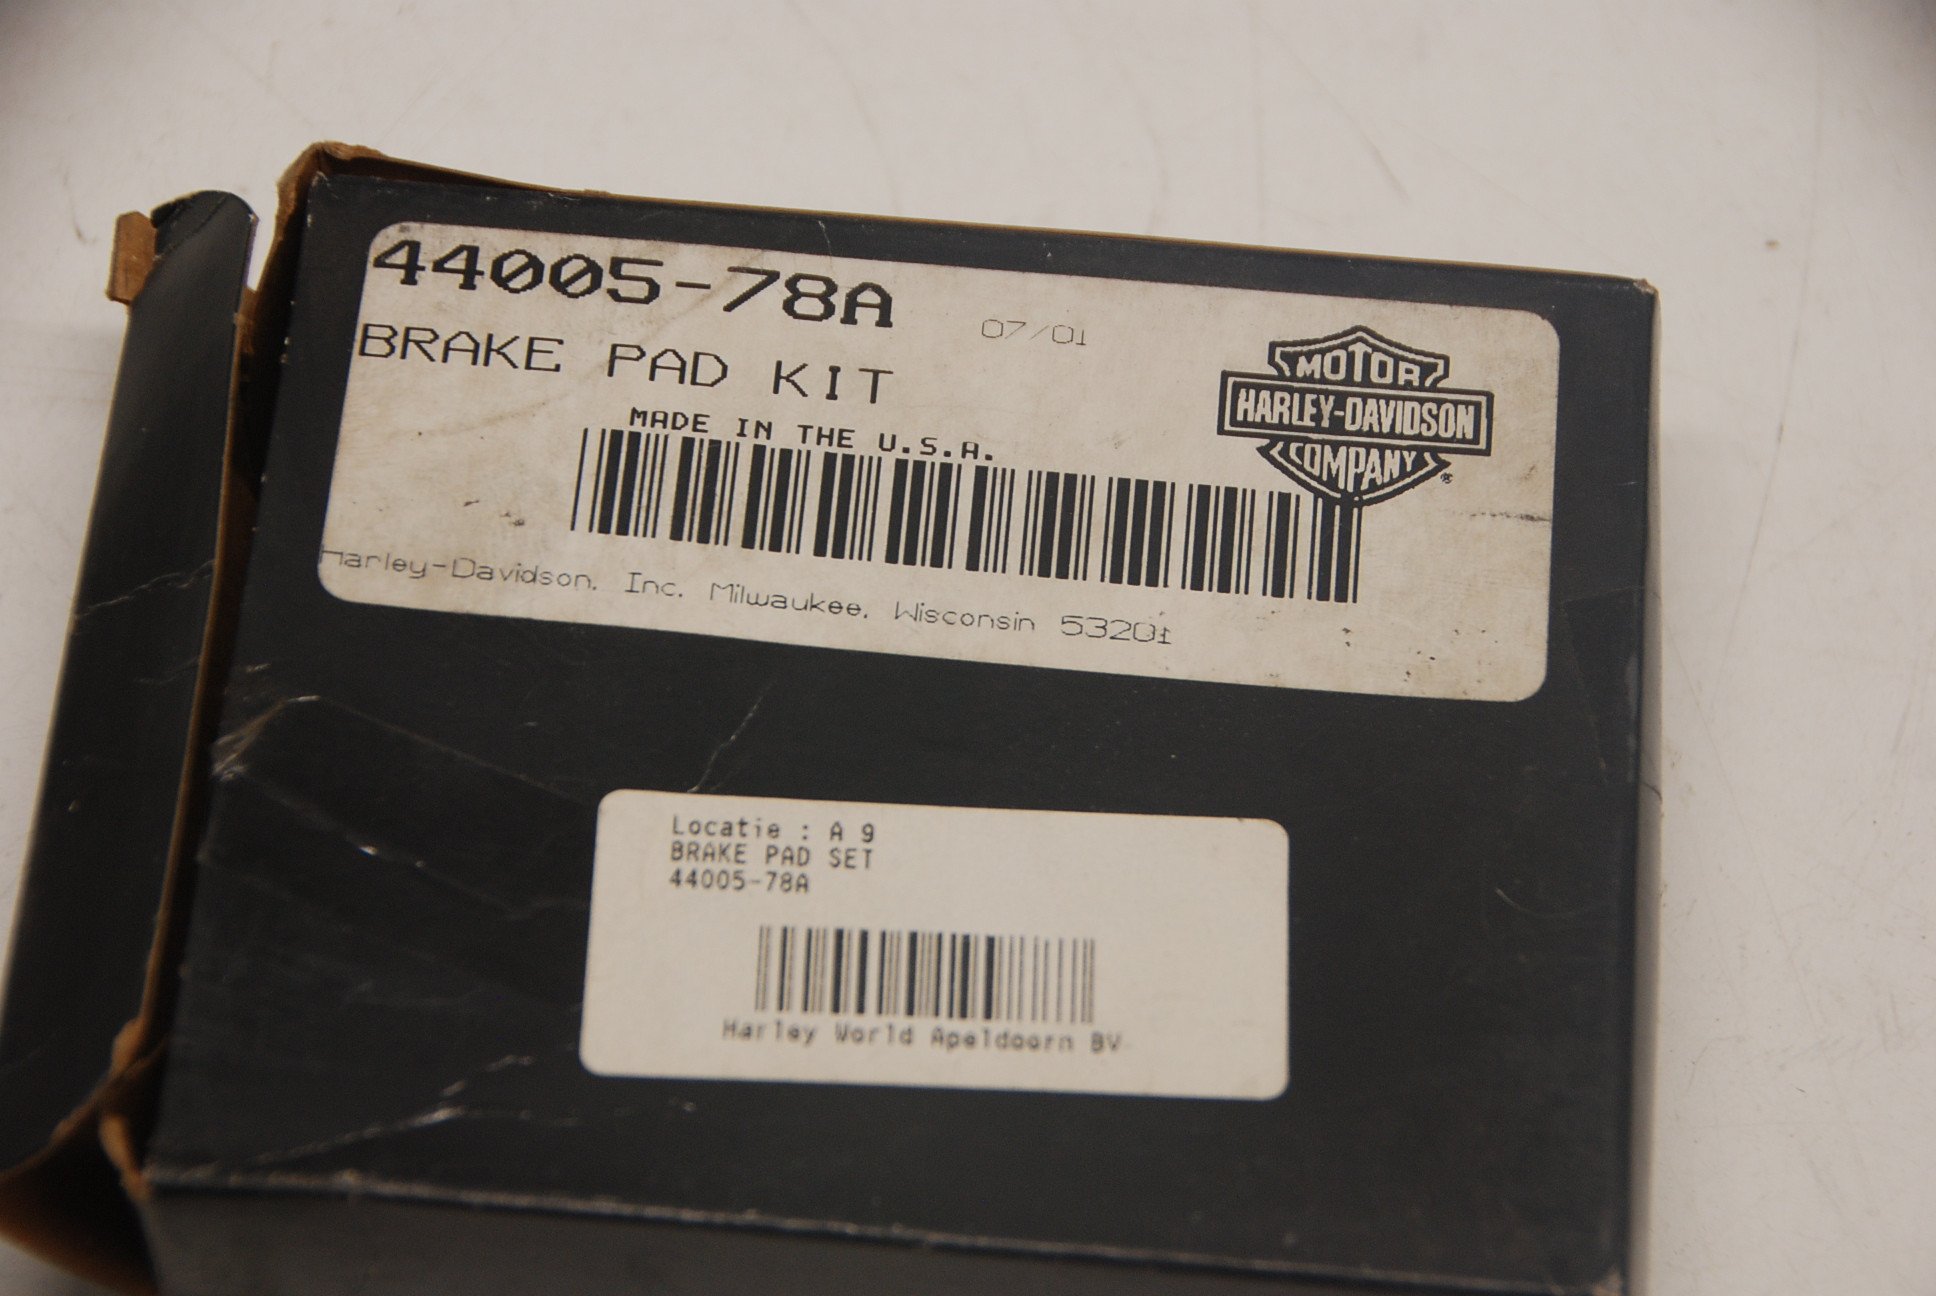 44005-78A
07/01
BRAKE PAD KIT
MADE IN THE U.S.A.
MOTOR
HARLEY-DAVIDSON
COMPANY
®
Harley-Davidson, Inc. Milwaukee, Wisconsin 53201
Locatie : A 9
BRAKE PAD SET
44005-78A
Harley World Apeldoorn BV